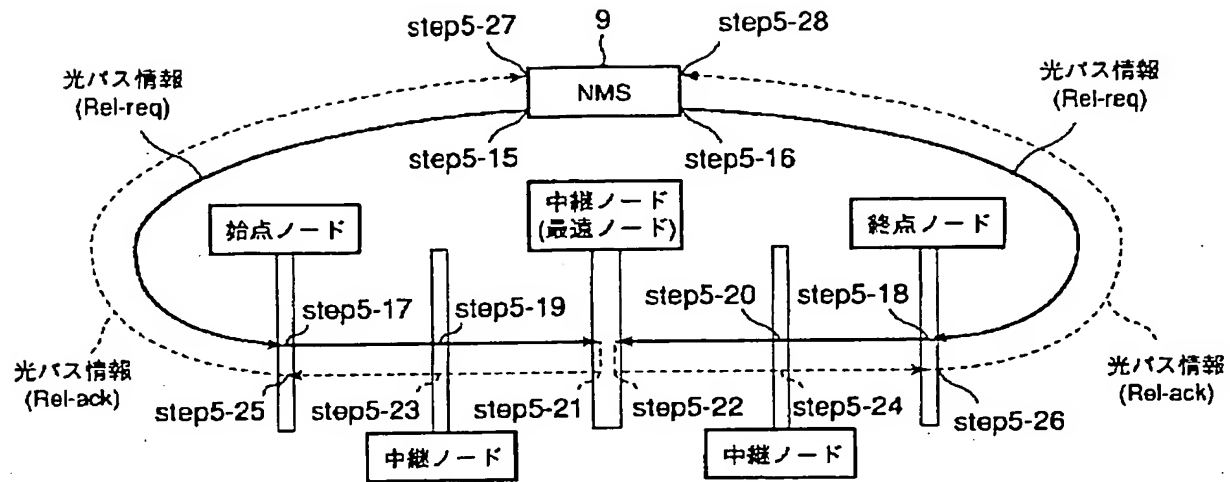 step5-27
9
step5-28
光パス情報
(Rel-req)
NMS
光パス情報
(Rel-req)
step5-15
step5-16
始点ノード
中継ノード
(最遠ノード)
終点ノード
step5-17
step5-19
step5-20
step5-18
光パス情報
(Rel-ack)
step5-25
step5-23
step5-21
step5-22
step5-24
step5-26
光パス情報
(Rel-ack)
中継ノード
中継ノード